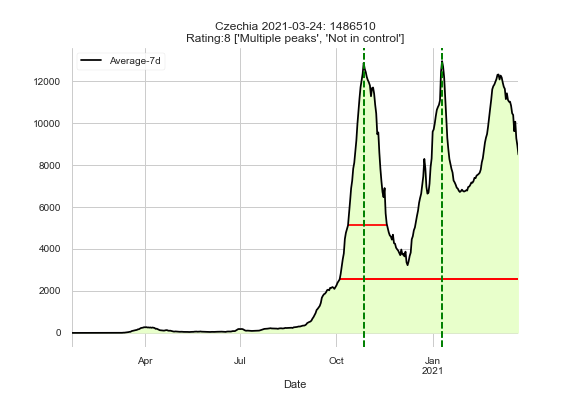 Czechia 2021-03-24: 1486510
Rating:8 ['Multiple peaks', 'Not in control']
Average-7d
12000
10000
8000
6000
4000
2000
0
Apr
Jul
Oct
Jan
2021
Date